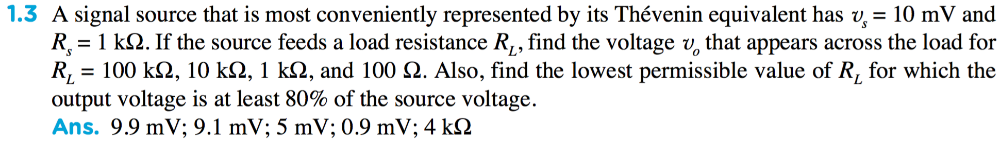 1.3 A signal source that is most conveniently represented by its Thévenin equivalent has vₛ = 10 mV and
Rₛ = 1 kΩ. If the source feeds a load resistance R_L, find the voltage vₒ that appears across the load for
R_L = 100 kΩ, 10 kΩ, 1 kΩ, and 100 Ω. Also, find the lowest permissible value of R_L for which the
output voltage is at least 80% of the source voltage.
Ans. 9.9 mV; 9.1 mV; 5 mV; 0.9 mV; 4 kΩ